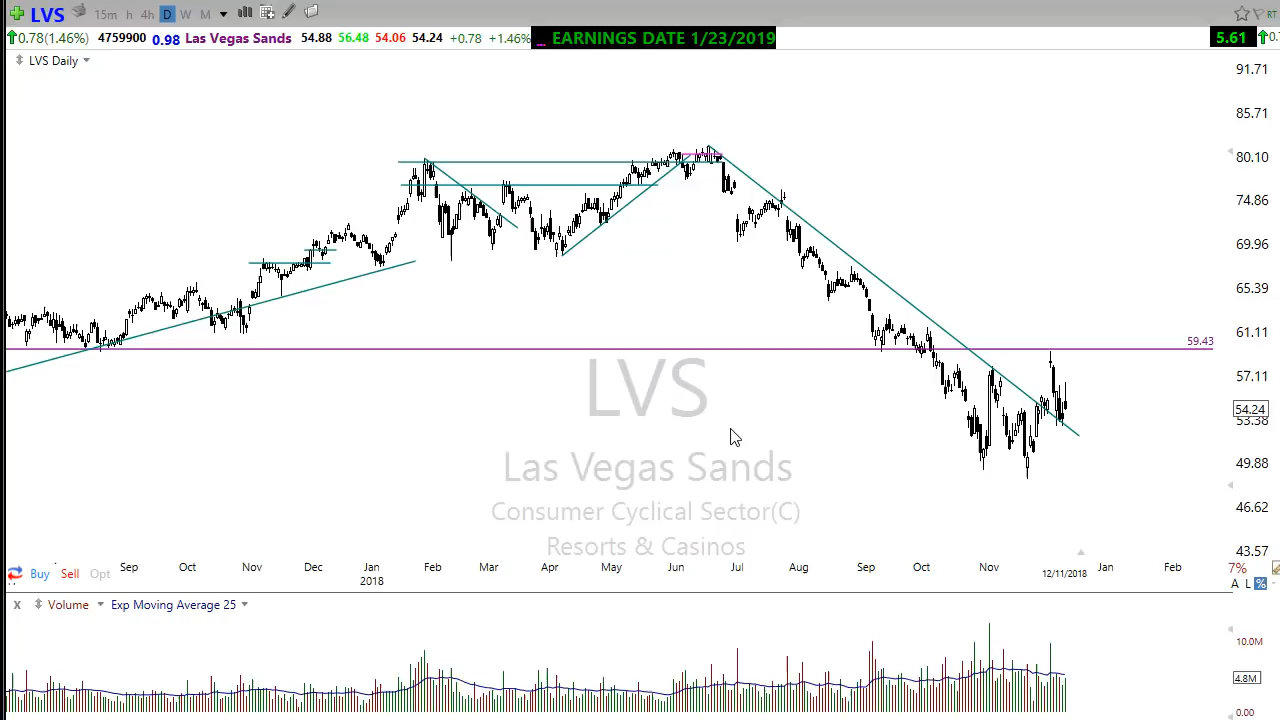 LVS 15m h 4h D W M
0.78(1.46%) 4759900 0.98 Las Vegas Sands 54.88 56.48 54.06 54.24 +0.78 +1.46% _ EARNINGS DATE 1/23/2019 5.61
RT
LVS Daily
91.71
85.71
80.10
74.86
69.96
65.39
61.11
59.43
57.11
54.24
53.38
49.88
46.62
43.57
LVS
Las Vegas Sands
Consumer Cyclical Sector(C)
Resorts & Casinos
Buy Sell Opt
Sep Oct Nov Dec Feb Mar Apr May Jun Jul Aug Sep Oct Nov Jan Feb
2018 12/11/2018
7%
A L %
X Volume Exp Moving Average 25
10.0M
4.8M
0.00